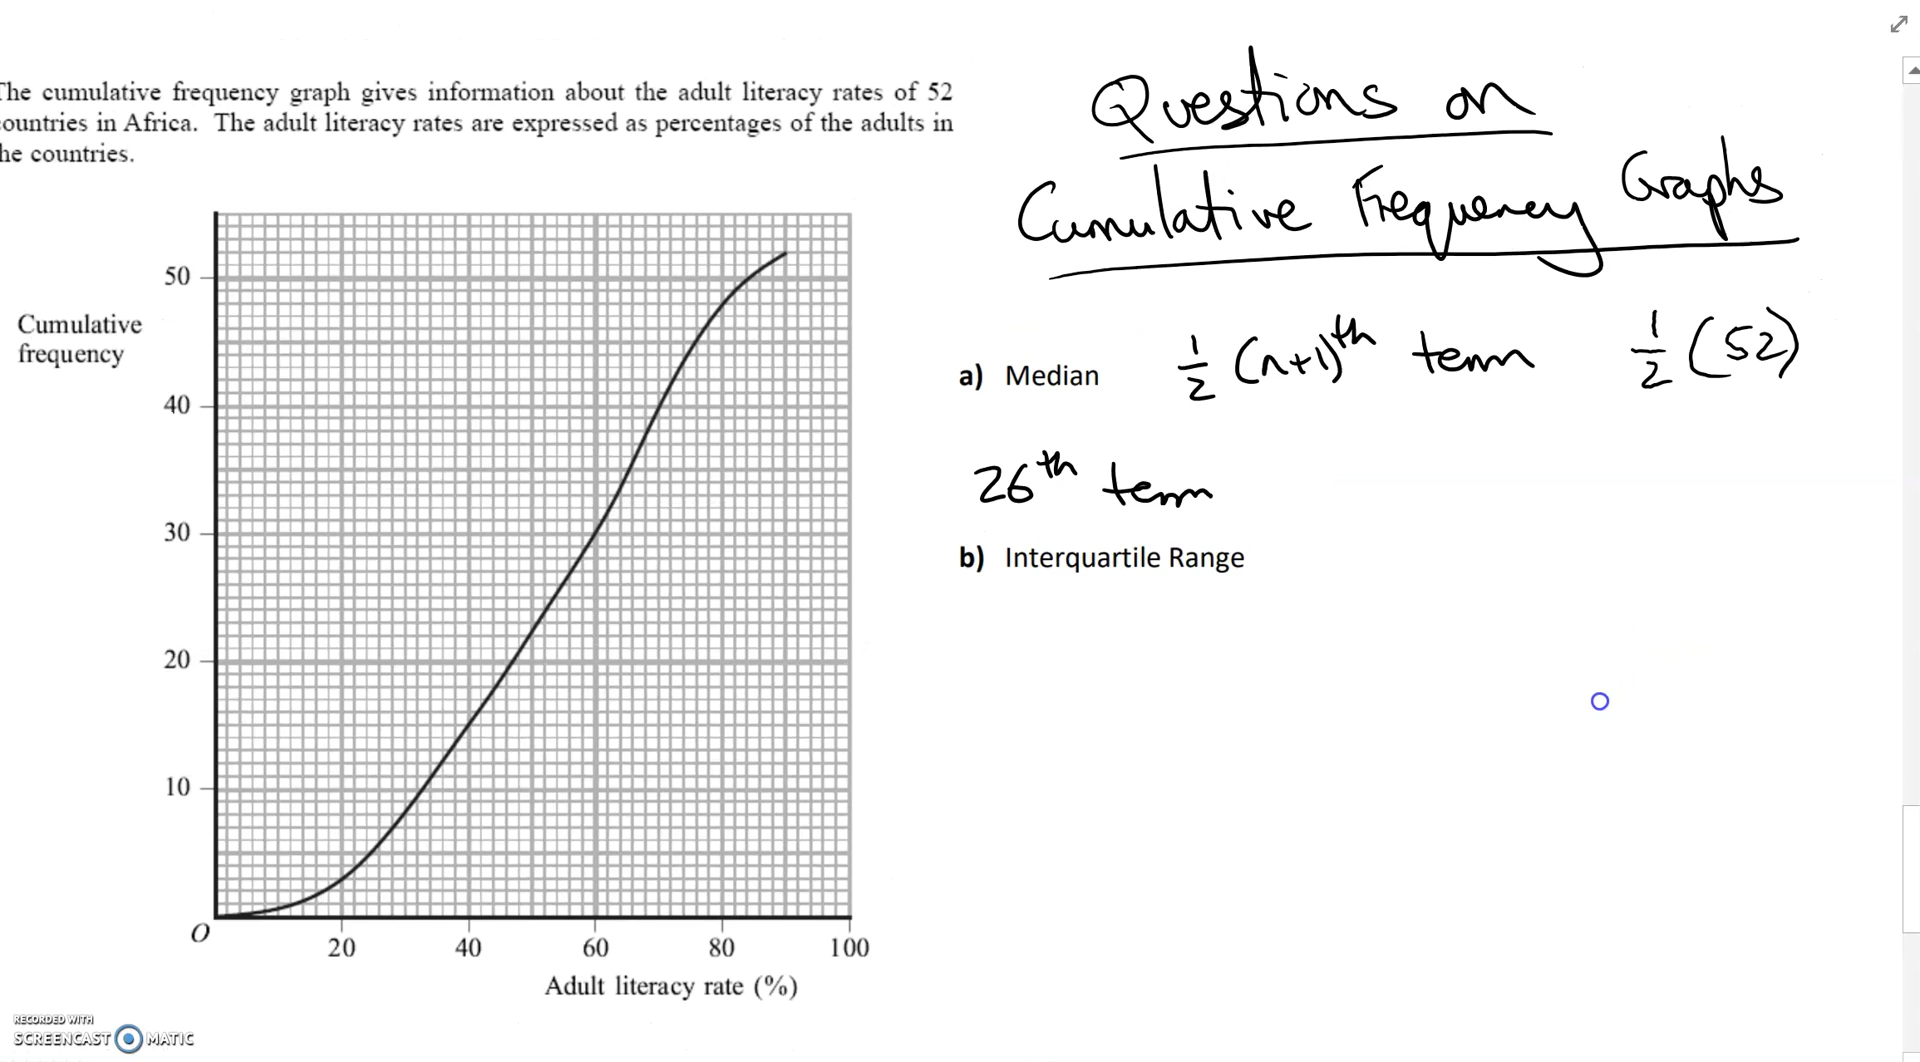 he cumulative frequency graph gives information about the adult literacy rates of 52
ountries in Africa. The adult literacy rates are expressed as percentages of the adults in
he countries.
Questions on
Cumulative Frequency Graphs
50
Cumulative
frequency
40
30
20
10
O
20 40 60 80 100
Adult literacy rate (%)
a) Median 1/2 (n+1)th term 1/2 (52)
26th term
b) Interquartile Range
RECORDED WITH
SCREENCAST MATIC